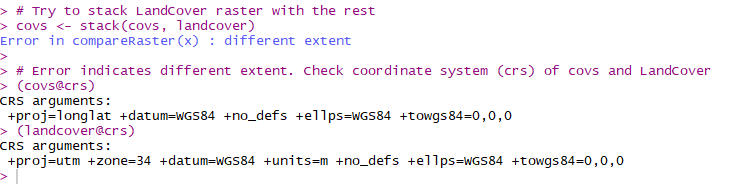 > # Try to stack LandCover raster with the rest
> covs <- stack(covs, landcover)
Error in compareRaster(x) : different extent
>
> # Error indicates different extent. Check coordinate system (crs) of covs and LandCover
> (covs@crs)
CRS arguments:
 +proj=longlat +datum=WGS84 +no_defs +ellps=WGS84 +towgs84=0,0,0
> (landcover@crs)
CRS arguments:
 +proj=utm +zone=34 +datum=WGS84 +units=m +no_defs +ellps=WGS84 +towgs84=0,0,0
>